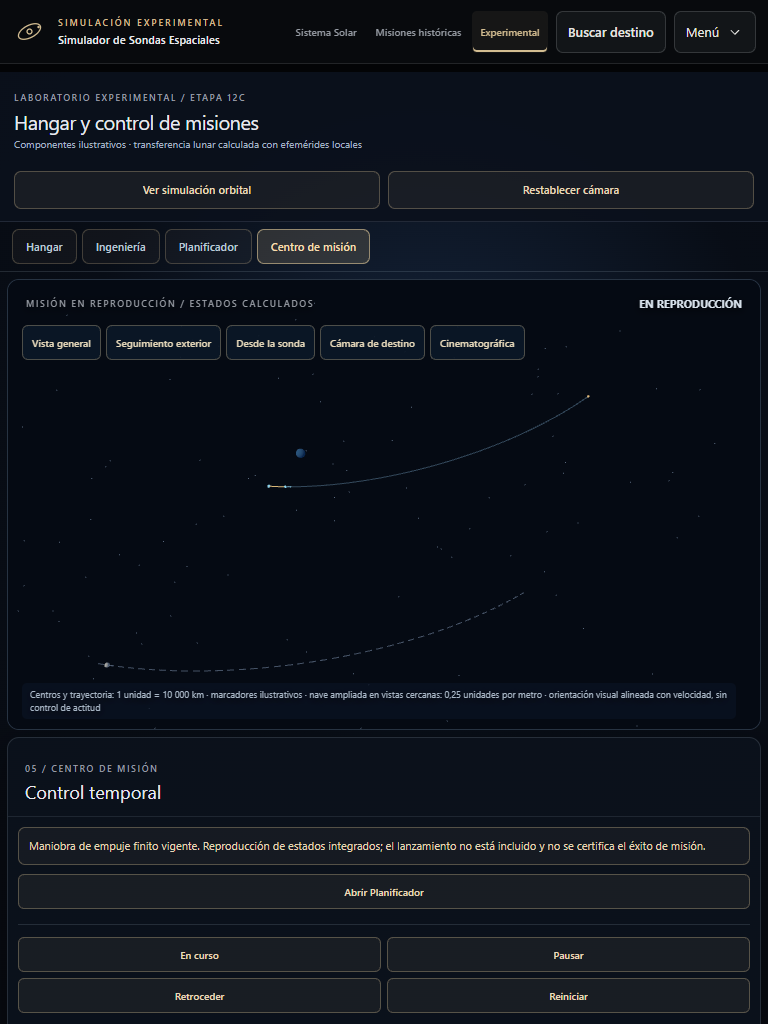 SIMULACIÓN EXPERIMENTAL
Simulador de Sondas Espaciales
Sistema Solar
Misiones históricas
Experimental
Buscar destino
Menú
LABORATORIO EXPERIMENTAL / ETAPA 12C
Hangar y control de misiones
Componentes ilustrativos · transferencia lunar calculada con efemérides locales
Ver simulación orbital
Restablecer cámara
Hangar
Ingeniería
Planificador
Centro de misión
MISIÓN EN REPRODUCCIÓN / ESTADOS CALCULADOS
EN REPRODUCCIÓN
Vista general
Seguimiento exterior
Desde la sonda
Cámara de destino
Cinematográfica
Centros y trayectoria: 1 unidad = 10 000 km · marcadores ilustrativos · nave ampliada en vistas cercanas: 0,25 unidades por metro · orientación visual alineada con velocidad, sin
control de actitud
05 / CENTRO DE MISIÓN
Control temporal
Maniobra de empuje finito vigente. Reproducción de estados integrados; el lanzamiento no está incluido y no se certifica el éxito de misión.
Abrir Planificador
En curso
Pausar
Retroceder
Reiniciar